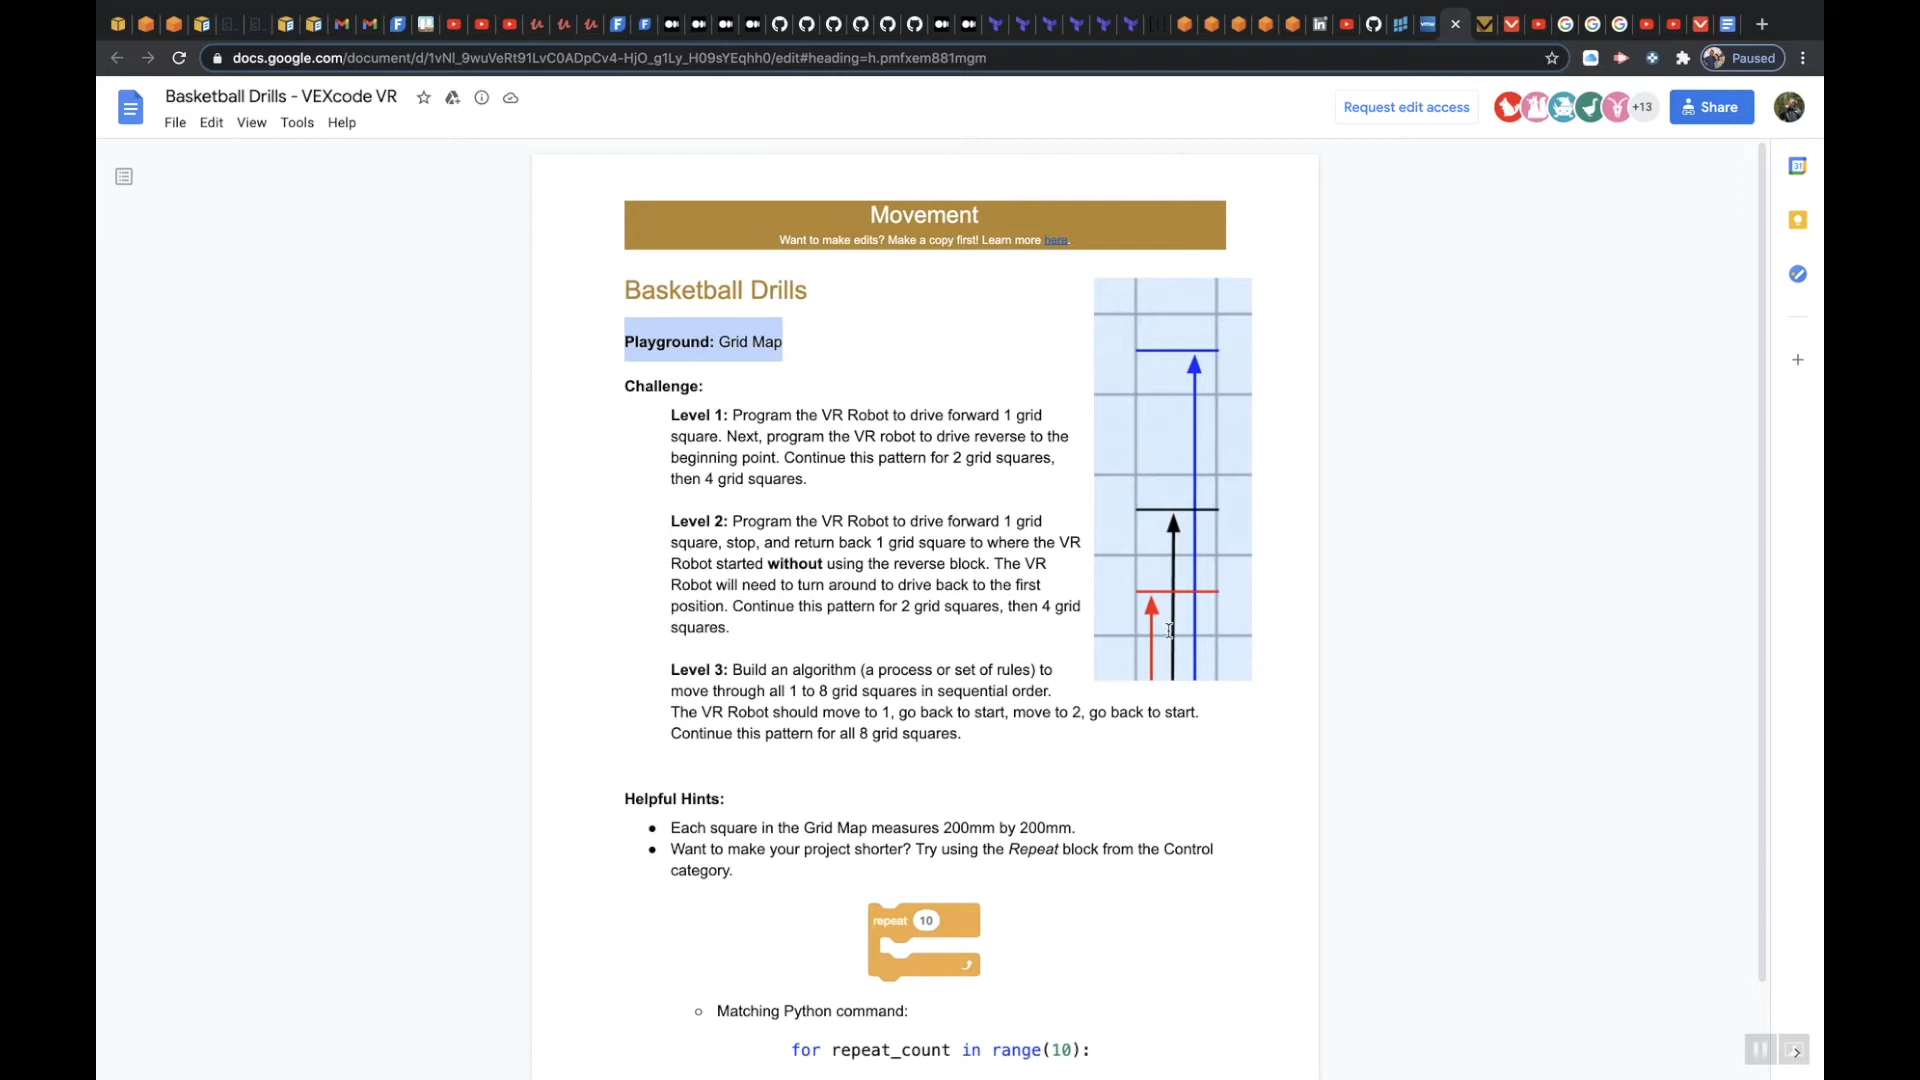 docs.google.com/document/d/1vNl_9wuVeRt91LvC0ADpCv4-HjO_g1Ly_H09sYEqhh0/edit#heading=h.pmfxem881mgm
Paused
Basketball Drills - VEXcode VR
File Edit View Tools Help
Request edit access
+13
Share
31
Movement
Want to make edits? Make a copy first! Learn more here.
Basketball Drills
Playground: Grid Map
Challenge:
Level 1: Program the VR Robot to drive forward 1 grid
square. Next, program the VR robot to drive reverse to the
beginning point. Continue this pattern for 2 grid squares,
then 4 grid squares.
Level 2: Program the VR Robot to drive forward 1 grid
square, stop, and return back 1 grid square to where the VR
Robot started without using the reverse block. The VR
Robot will need to turn around to drive back to the first
position. Continue this pattern for 2 grid squares, then 4 grid
squares.
Level 3: Build an algorithm (a process or set of rules) to
move through all 1 to 8 grid squares in sequential order.
The VR Robot should move to 1, go back to start, move to 2, go back to start.
Continue this pattern for all 8 grid squares.
Helpful Hints:
● Each square in the Grid Map measures 200mm by 200mm.
● Want to make your project shorter? Try using the Repeat block from the Control
category.
repeat 10
○ Matching Python command:
for repeat_count in range(10):